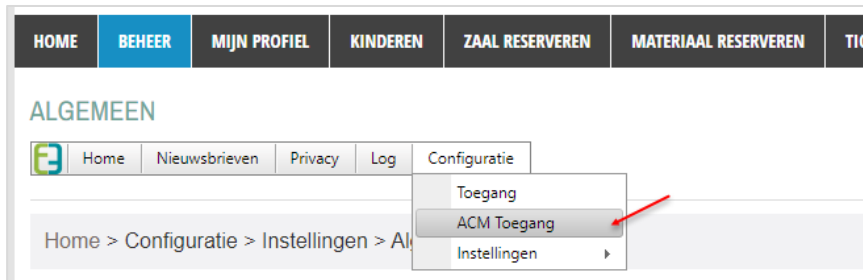 HOME BEHEER MIJN PROFIEL KINDEREN ZAAL RESERVEREN MATERIAAL RESERVEREN
ALGEMEEN
Home Nieuwsbrieven Privacy Log Configuratie
Toegang
ACM Toegang
Home > Configuratie > Instellingen >
Instellingen